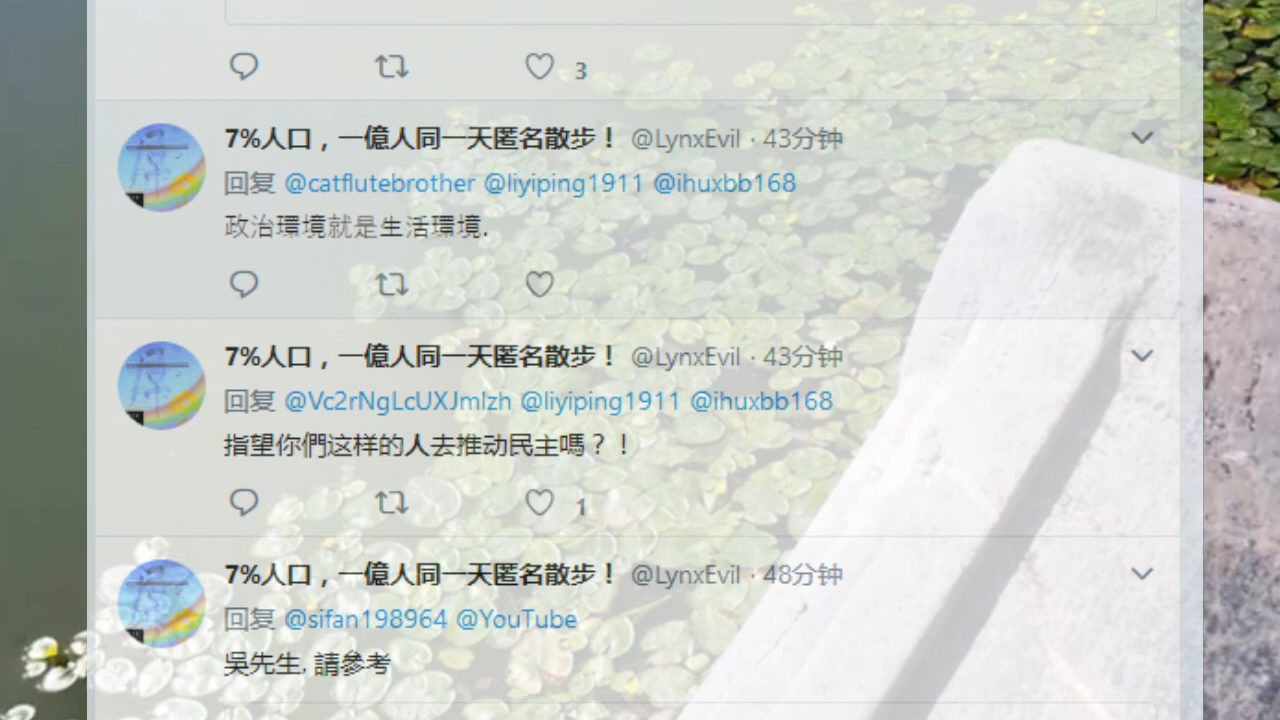 3
7%人口，一億人同一天匿名散步！ @LynxEvil · 43分钟
回复 @catflutebrother @liyiping1911 @ihuxbb168
政治環境就是生活環境.
7%人口，一億人同一天匿名散步！ @LynxEvil · 43分钟
回复 @Vc2rNgLcUXJmlzh @liyiping1911 @ihuxbb168
指望你們这样的人去推动民主嗎？！
1
7%人口，一億人同一天匿名散步！ @LynxEvil · 48分钟
回复 @sifan198964 @YouTube
吳先生, 請參考